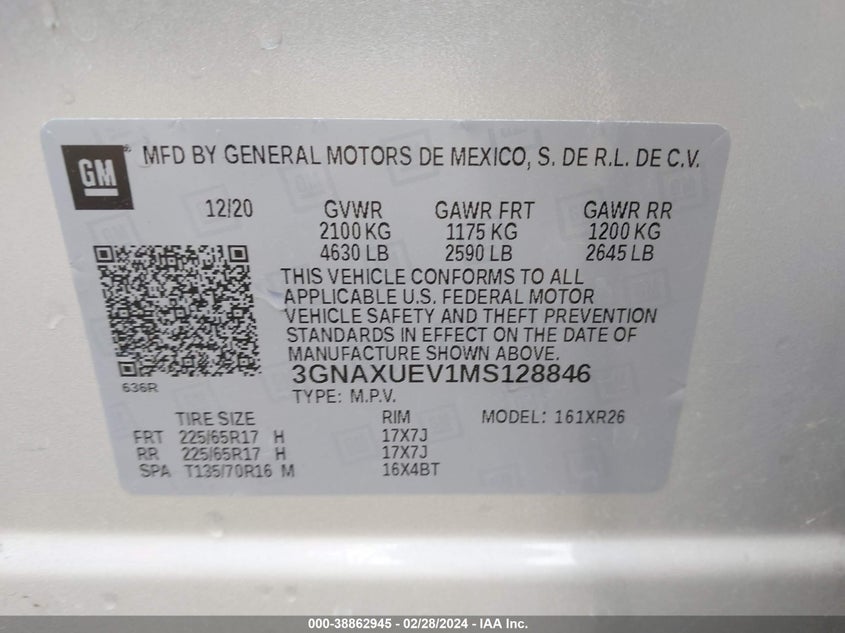 GM ® MFD BY GENERAL MOTORS DE MEXICO, S. DE R.L. DE C.V.
12/20 GVWR GAWR FRT GAWR RR
2100 KG 1175 KG 1200 KG
4630 LB 2590 LB 2645 LB
THIS VEHICLE CONFORMS TO ALL
APPLICABLE U.S. FEDERAL MOTOR
VEHICLE SAFETY AND THEFT PREVENTION
STANDARDS IN EFFECT ON THE DATE OF
MANUFACTURE SHOWN ABOVE.
636R 3GNAXUEV1MS128846
TYPE: M.P.V.
TIRE SIZE RIM MODEL: 161XR26
FRT 225/65R17 H 17X7J
RR 225/65R17 H 17X7J
SPA T135/70R16 M 16X4BT
000-38862945 - 02/28/2024 - IAA Inc.